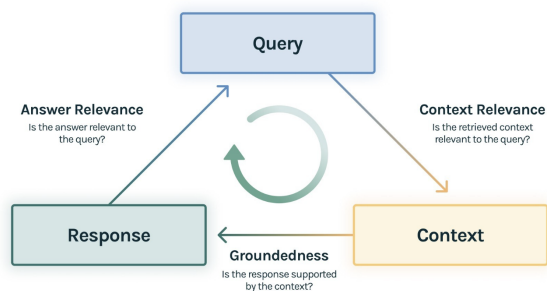 Query
Answer Relevance
Is the answer relevant to
the query?
Context Relevance
Is the retrieved context
relevant to the query?
Response
Context
Groundedness
Is the response supported
by the context?